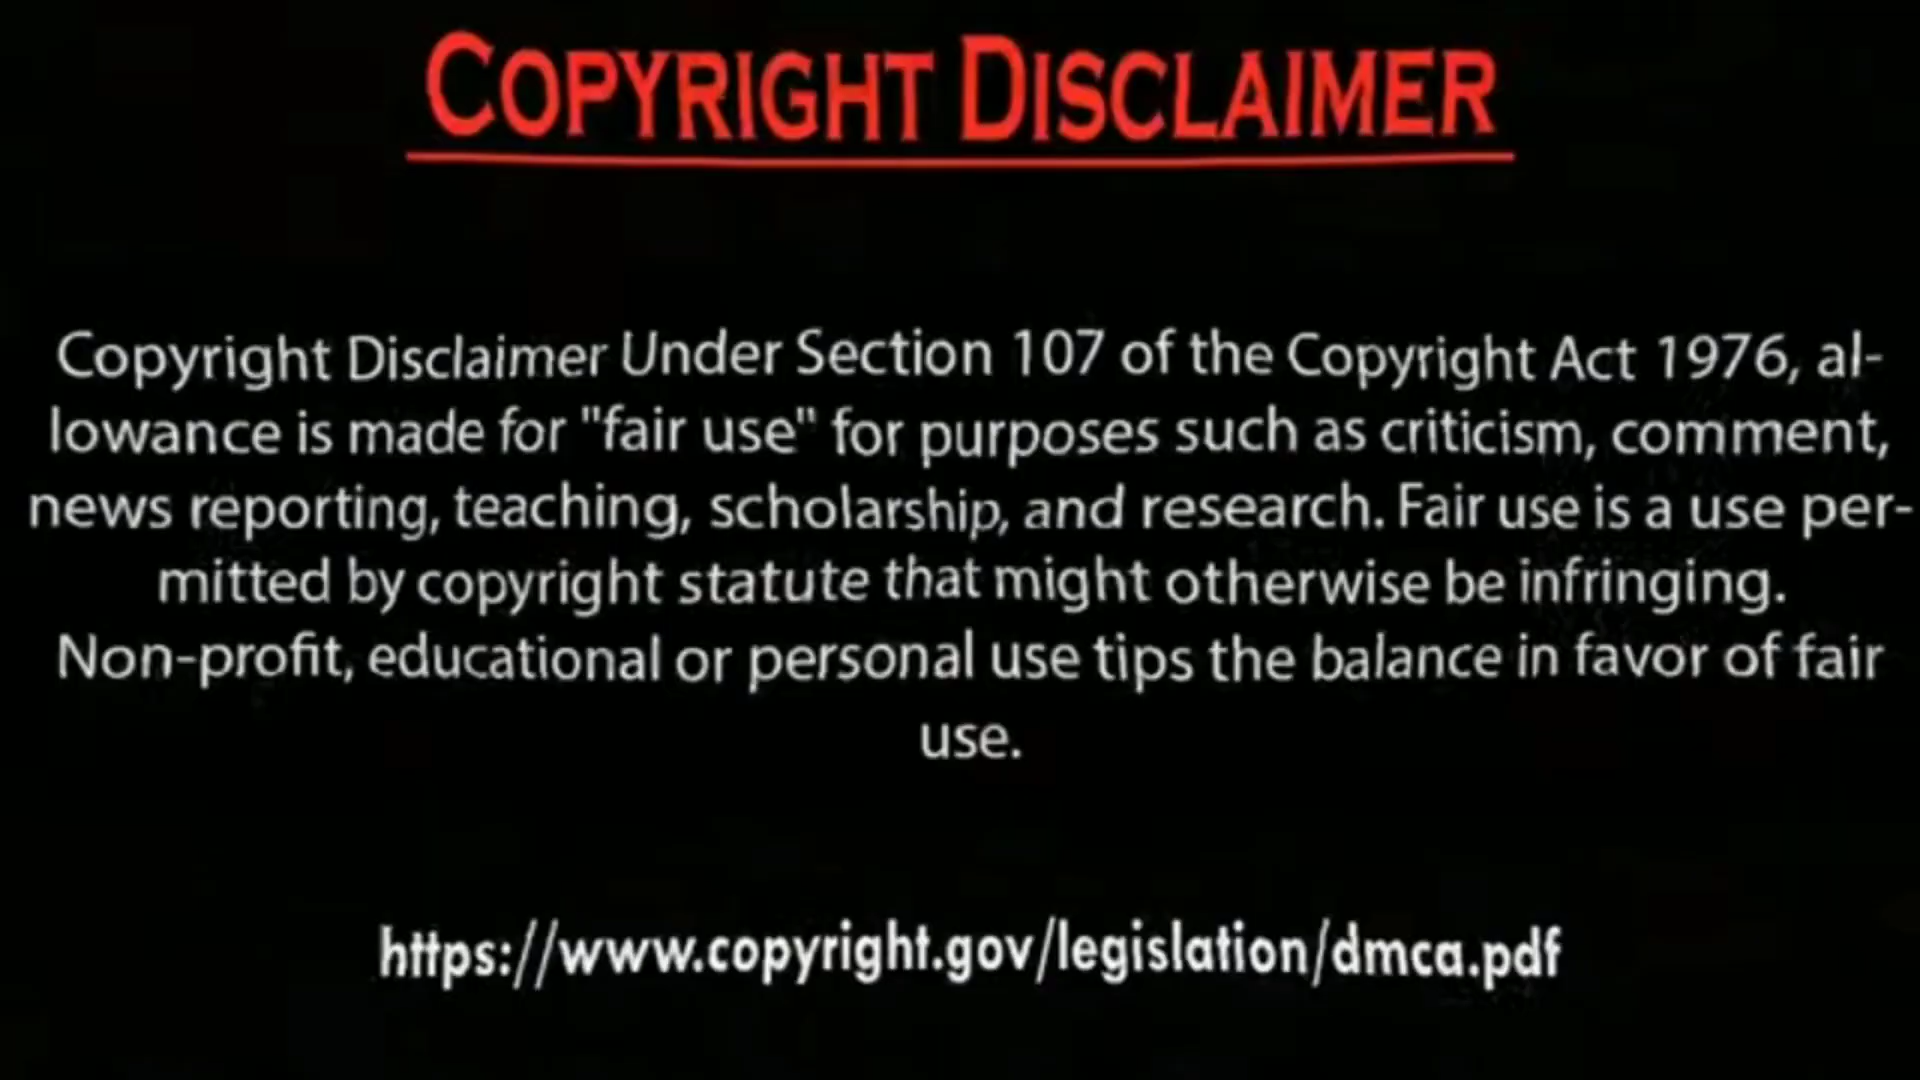 COPYRIGHT DISCLAIMER
Copyright Disclaimer Under Section 107 of the Copyright Act 1976, al-
lowance is made for "fair use" for purposes such as criticism, comment,
news reporting, teaching, scholarship, and research. Fair use is a use per-
mitted by copyright statute that might otherwise be infringing.
Non-profit, educational or personal use tips the balance in favor of fair
use.
https://www.copyright.gov/legislation/dmca.pdf